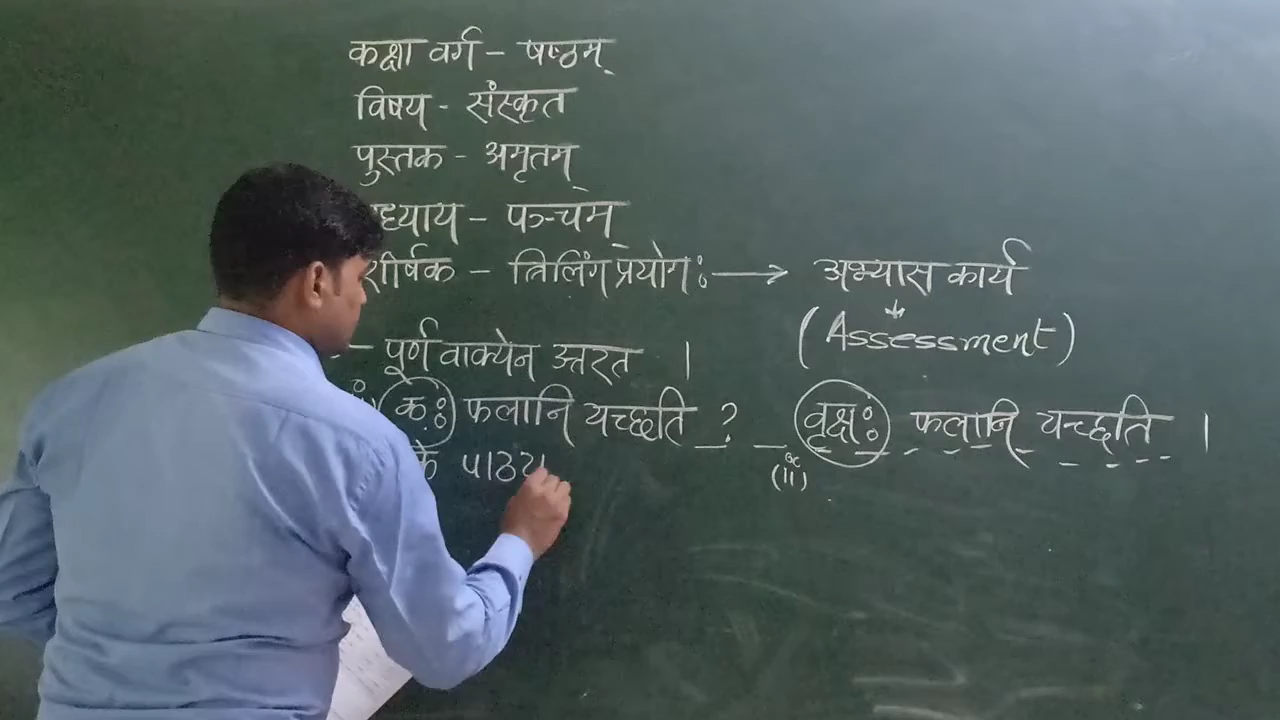 कक्षा वर्ग - षष्ठम्
विषय - संस्कृत
पुस्तक - अमृतम्
ध्याय - पञ्चम्
शीर्षक - त्रिलिंग प्रयोगः → अभ्यास कार्य
(Assessment)
- पूर्ण वाक्येन उत्तरत ।
कः फलानि यच्छति ? वृक्षः फलानि यच्छति ।
के पाठय
(ii)